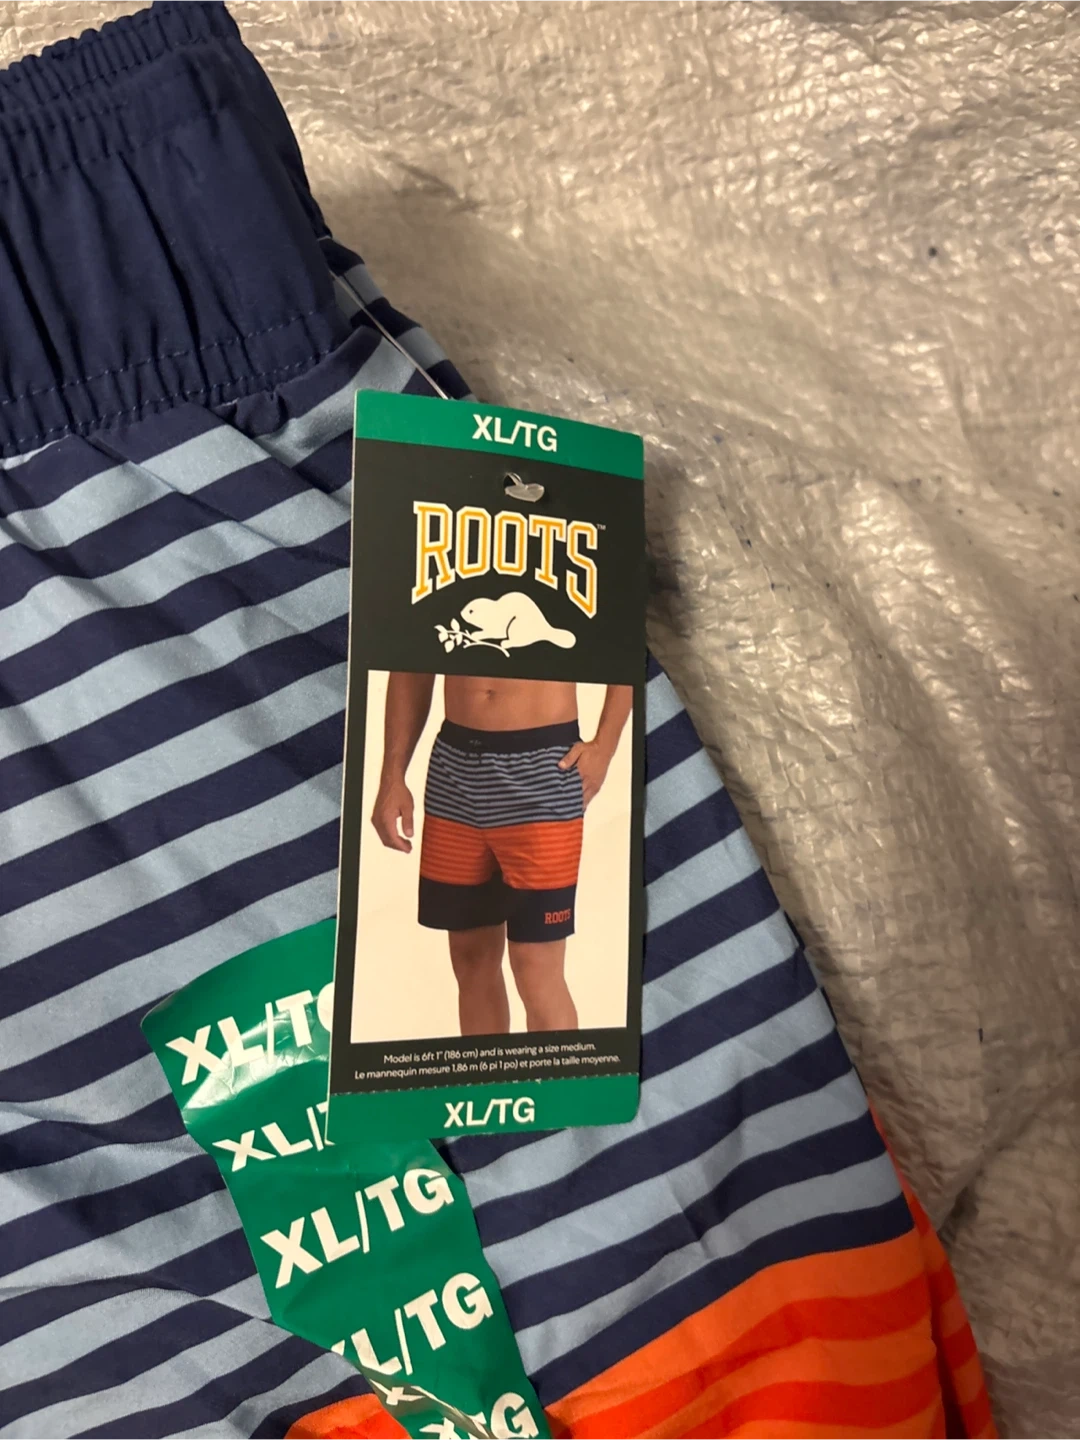 XL/TG
ROOTS™
ROOTS
Model is 6ft 1" (186 cm) and is wearing a size medium.
Le mannequin mesure 1,86 m (6 pi 1 po) et porte la taille moyenne.
XL/TG
XL/TG
XL/T
XL/TG
XL/TG
XL/TG